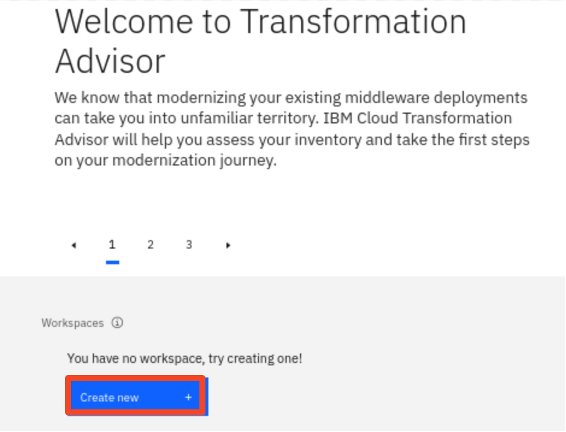 Welcome to Transformation
Advisor
We know that modernizing your existing middleware deployments
can take you into unfamiliar territory. IBM Cloud Transformation
Advisor will help you assess your inventory and take the first steps
on your modernization journey.
1 2 3
Workspaces
You have no workspace, try creating one!
Create new +